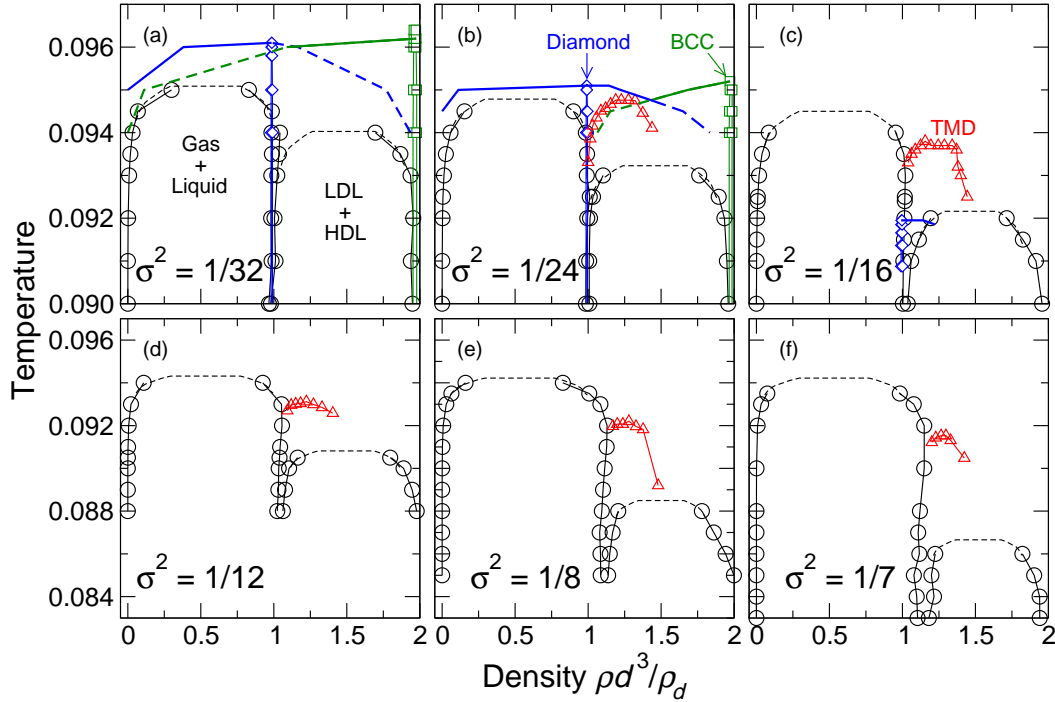 (a)
(b)
(c)
0.096
0.094
0.092
0.090
Diamond
BCC
TMD
Gas
+
Liquid
LDL
+
HDL
σ² = 1/32
σ² = 1/24
σ² = 1/16
Temperature
(d)
(e)
(f)
0.096
0.092
0.088
0.084
σ² = 1/12
σ² = 1/8
σ² = 1/7
0 0.5 1 1.5 2
0 0.5 1 1.5 2
0 0.5 1 1.5 2
Density ρd³/ρ_d